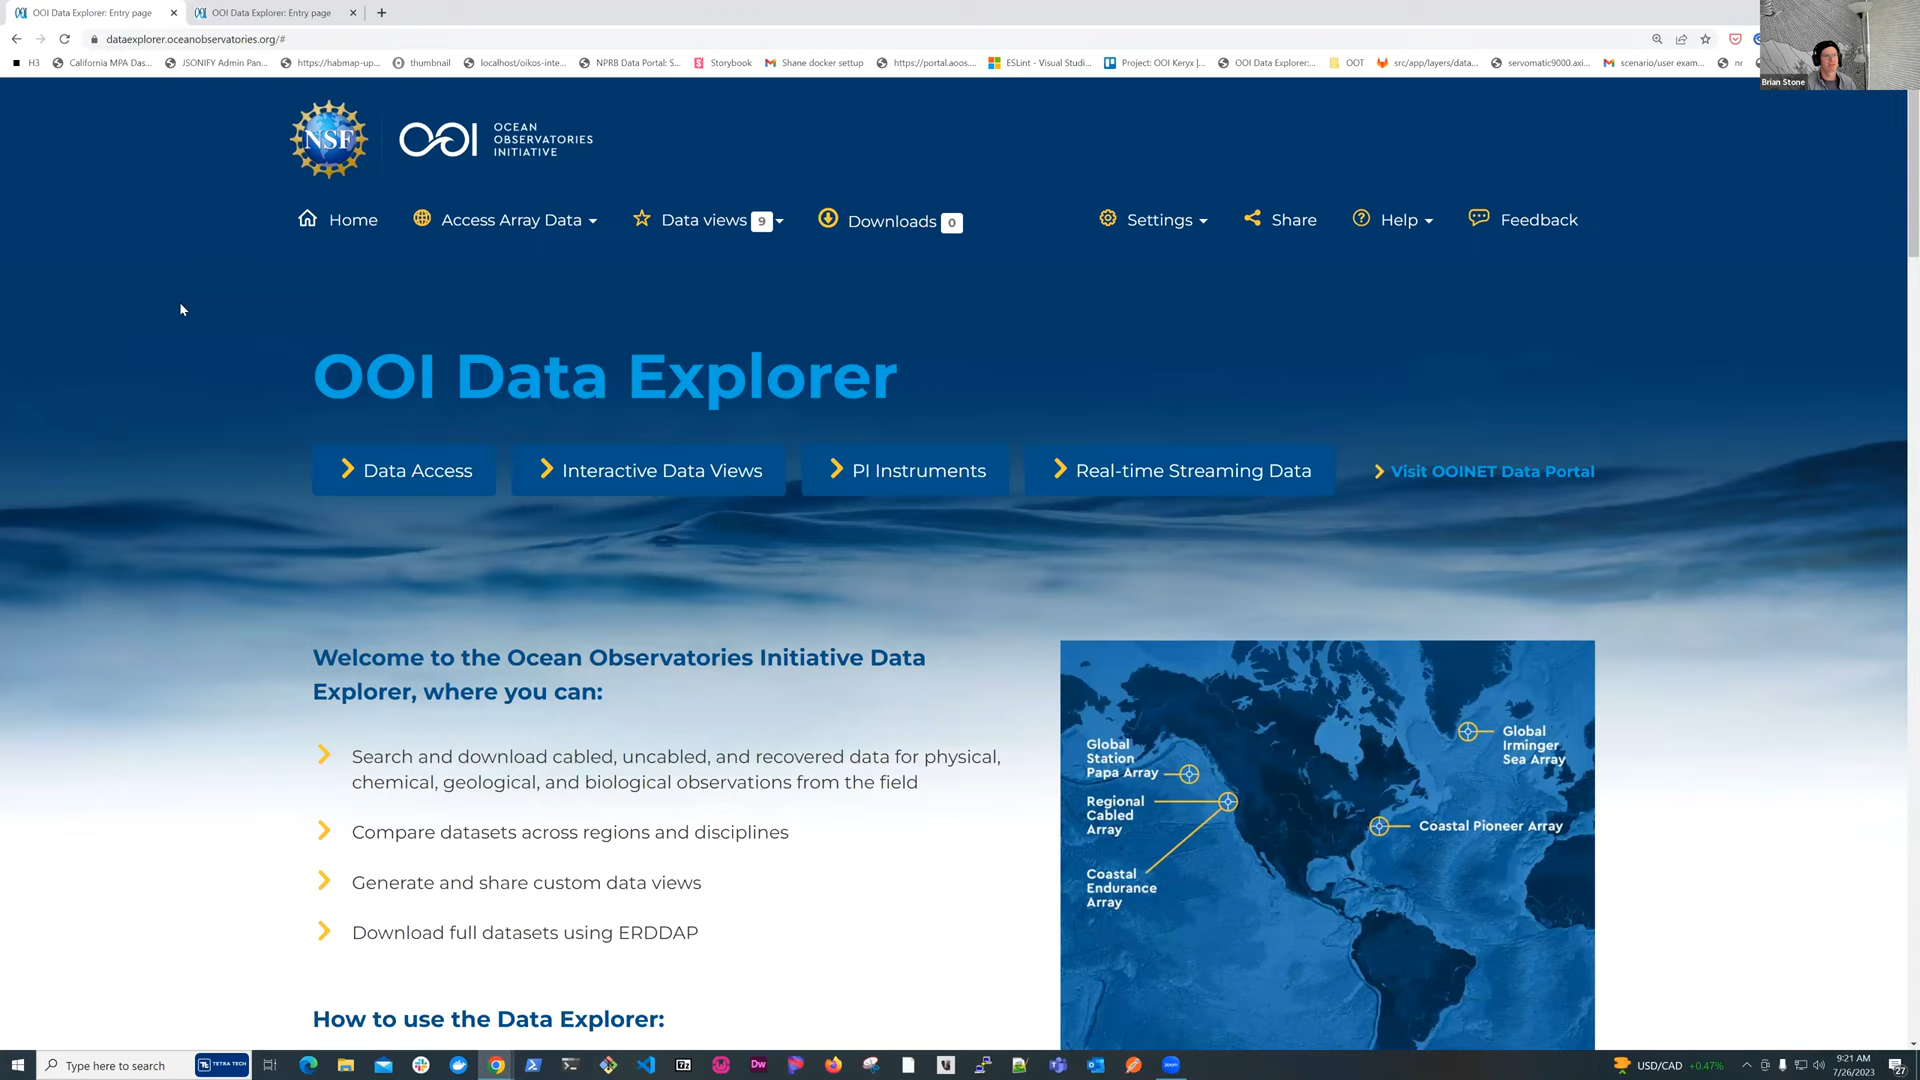 OOI Data Explorer: Entry page
OOI Data Explorer: Entry page
dataexplorer.oceanobservatories.org/#
H3
California MPA Das...
JSONIFY Admin Pan...
https://habmap-up...
thumbnail
localhost/oikos-inte...
NPRB Data Portal: S...
Storybook
Shane docker settup
https://portal.aoos....
ESLint - Visual Studi...
Project: OOI Keryx |...
OOI Data Explorer:...
OOT
src/app/layers/data...
servomatic9000.axi...
scenario/user exam...
nr
Brian Stone
NSF
OOI
OCEAN
OBSERVATORIES
INITIATIVE
Home
Access Array Data
Data views 9
Downloads 0
Settings
Share
Help
Feedback
OOI Data Explorer
Data Access
Interactive Data Views
PI Instruments
Real-time Streaming Data
Visit OOINET Data Portal
Welcome to the Ocean Observatories Initiative Data
Explorer, where you can:
Search and download cabled, uncabled, and recovered data for physical,
chemical, geological, and biological observations from the field
Compare datasets across regions and disciplines
Generate and share custom data views
Download full datasets using ERDDAP
How to use the Data Explorer:
Global
Station
Papa Array
Regional
Cabled
Array
Coastal
Endurance
Array
Global
Irminger
Sea Array
Coastal Pioneer Array
Type here to search
TETRA TECH
Dw
zoom
USD/CAD +0.47%
9:21 AM
7/26/2023
27